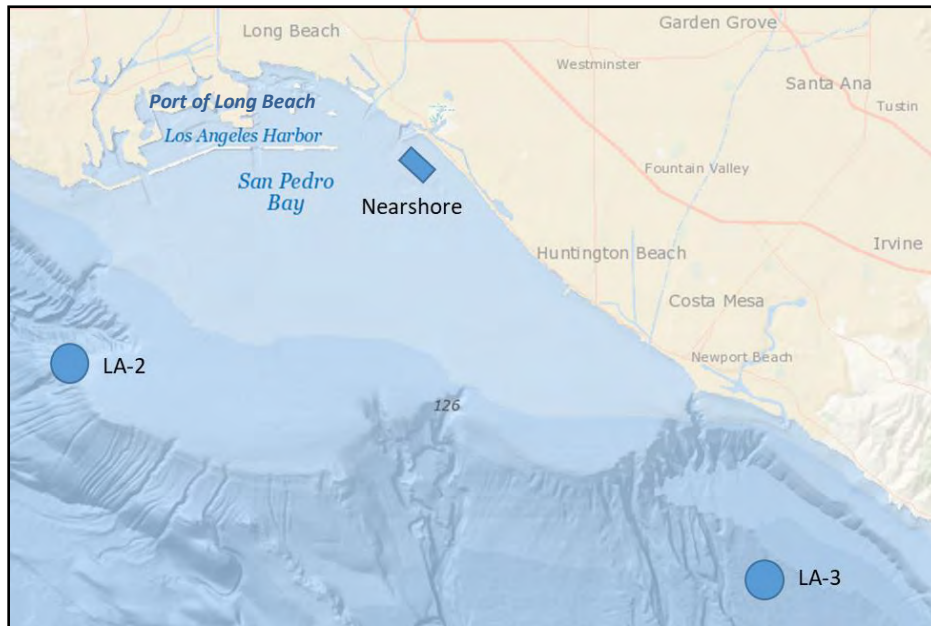 Garden Grove
Long Beach
Westminster
Santa Ana
Port of Long Beach
Tustin
Los Angeles Harbor
Fountain Valley
San Pedro
Bay
Nearshore
Irvine
Huntington Beach
Costa Mesa
Newport Beach
LA-2
126
LA-3